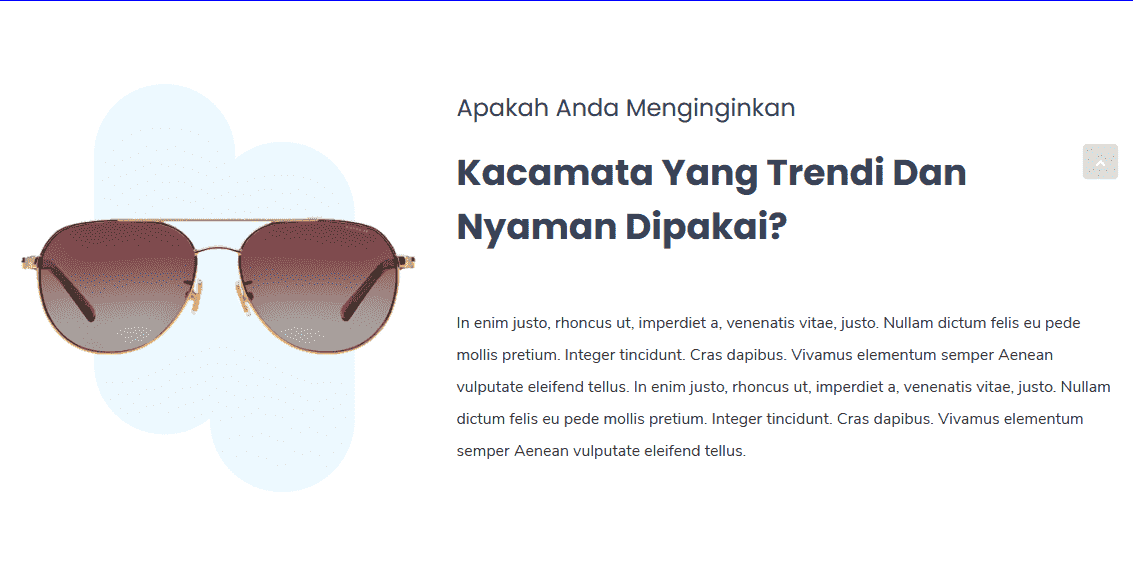 Apakah Anda Menginginkan
Kacamata Yang Trendi Dan
Nyaman Dipakai?
In enim justo, rhoncus ut, imperdiet a, venenatis vitae, justo. Nullam dictum felis eu pede
mollis pretium. Integer tincidunt. Cras dapibus. Vivamus elementum semper Aenean
vulputate eleifend tellus. In enim justo, rhoncus ut, imperdiet a, venenatis vitae, justo. Nullam
dictum felis eu pede mollis pretium. Integer tincidunt. Cras dapibus. Vivamus elementum
semper Aenean vulputate eleifend tellus.